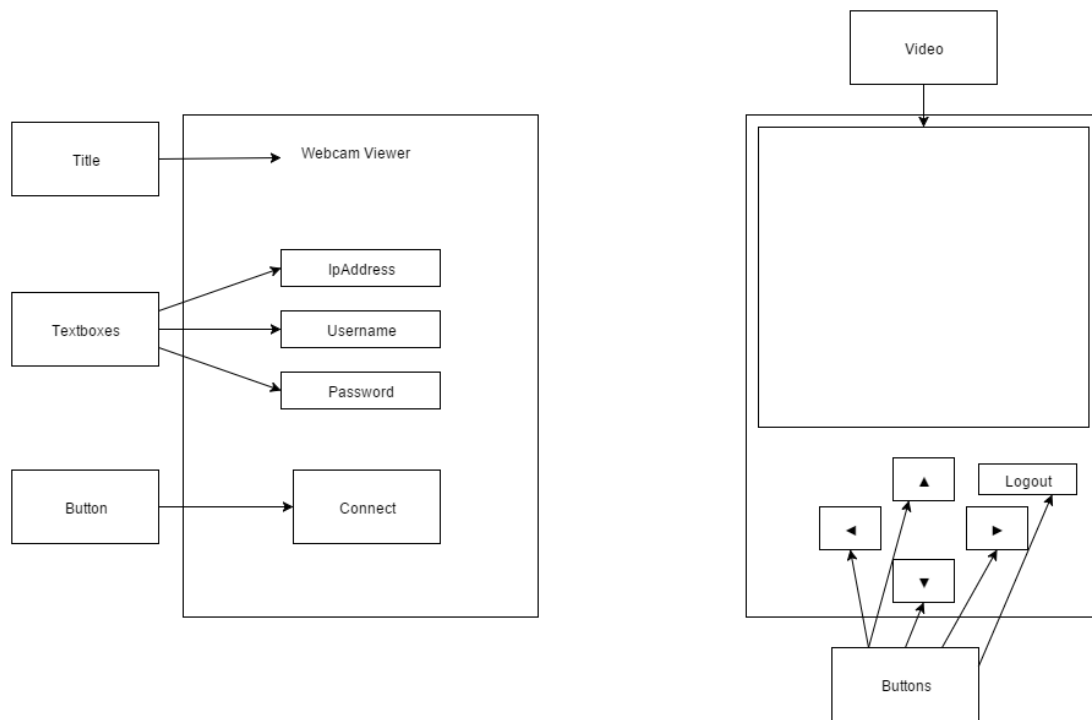 Video
Title
Webcam Viewer
IpAddress
Textboxes
Username
Password
Button
Connect
▲
Logout
◄
►
▼
Buttons